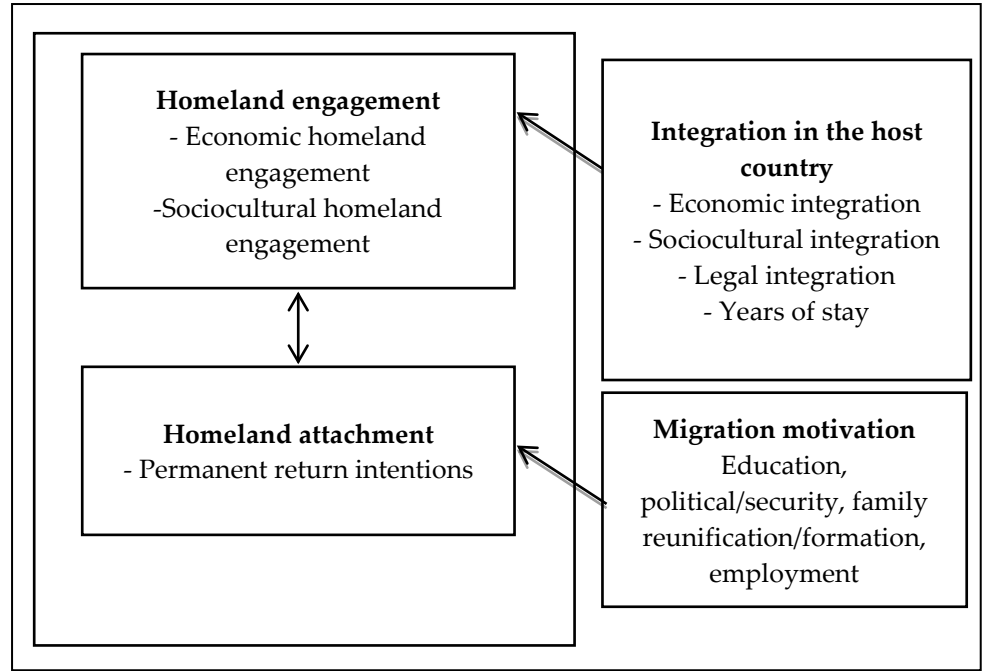 Homeland engagement
- Economic homeland
engagement
-Sociocultural homeland
engagement
Homeland attachment
- Permanent return intentions
Integration in the host
country
- Economic integration
- Sociocultural integration
- Legal integration
- Years of stay
Migration motivation
Education,
political/security, family
reunification/formation,
employment